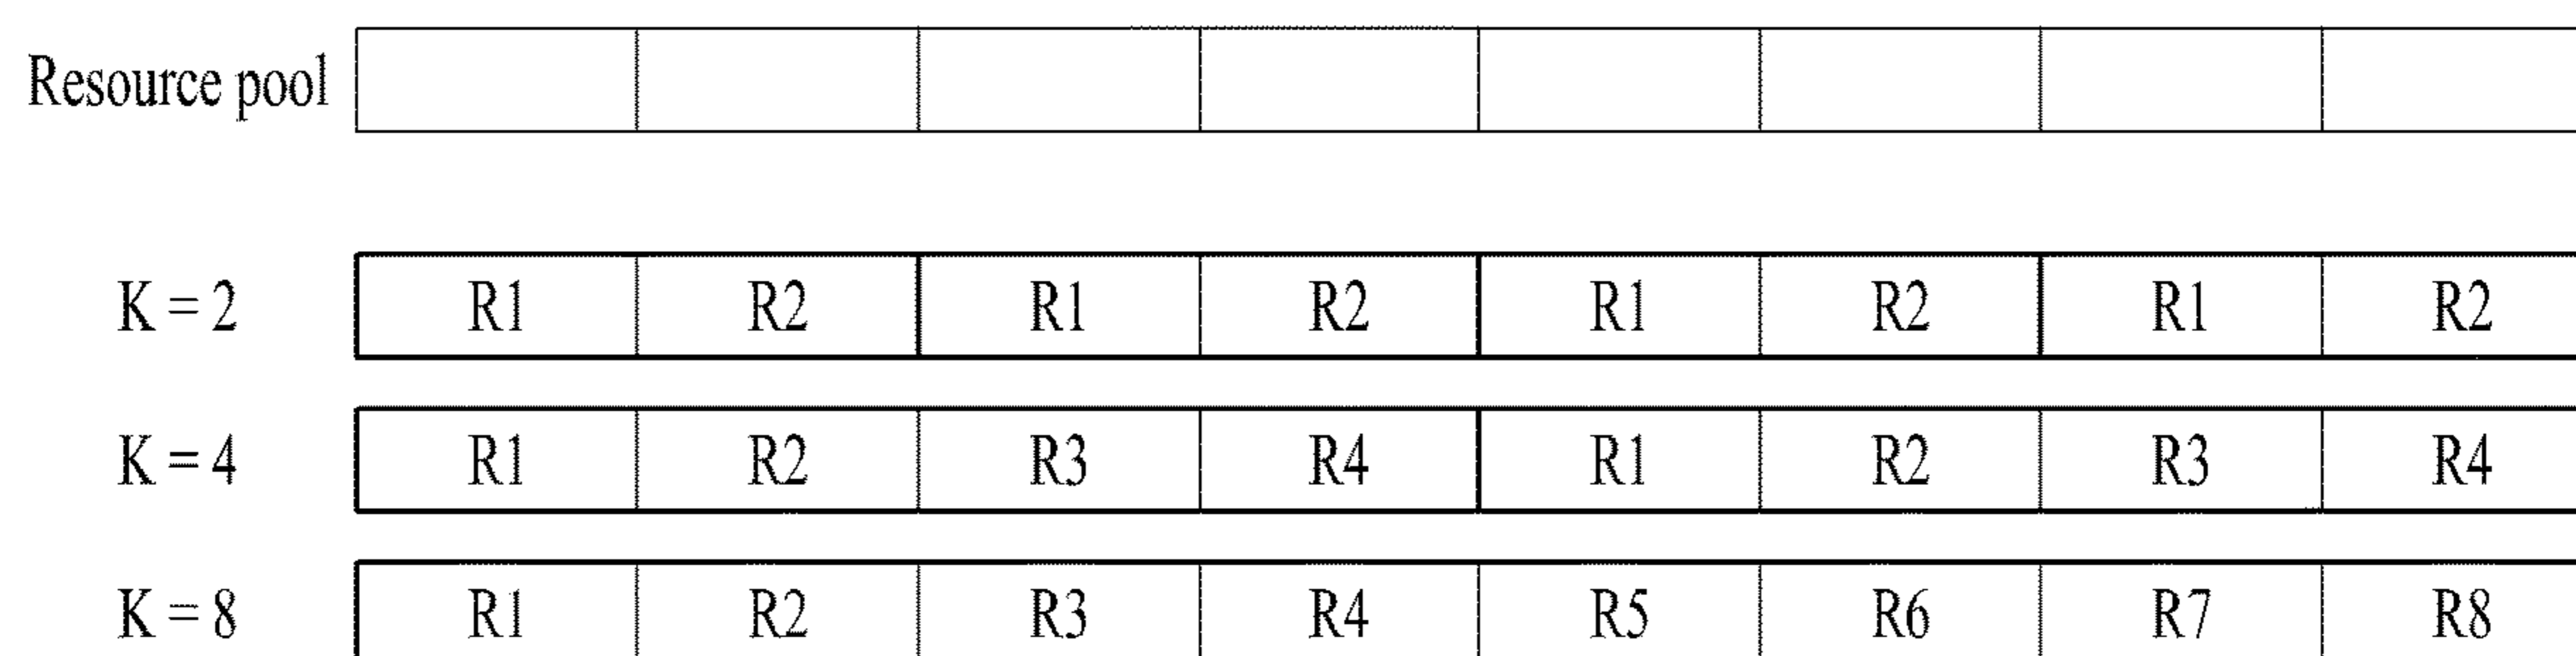 Resource pool
K = 2 R1 R2 R1 R2 R1 R2 R1 R2
K = 4 R1 R2 R3 R4 R1 R2 R3 R4
K = 8 R1 R2 R3 R4 R5 R6 R7 R8